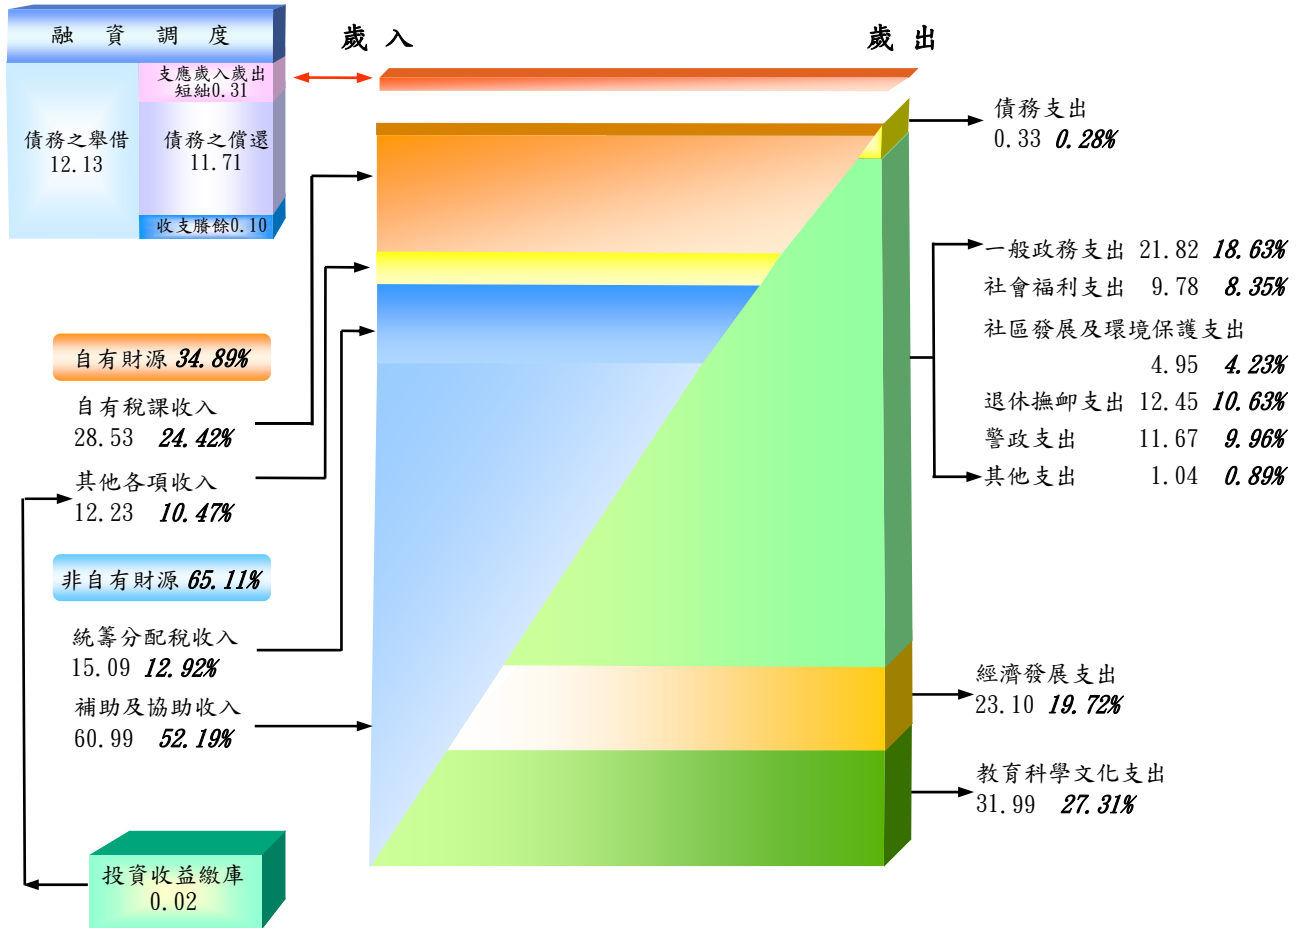 融資調度
支應歲入歲出
短絀0.31
債務之舉借
12.13
債務之償還
11.71
收支賸餘0.10
歲入
歲出
債務支出
0.33 0.28%
一般政務支出 21.82 18.63%
社會福利支出 9.78 8.35%
社區發展及環境保護支出
4.95 4.23%
退休撫卹支出 12.45 10.63%
警政支出 11.67 9.96%
其他支出 1.04 0.89%
經濟發展支出
23.10 19.72%
教育科學文化支出
31.99 27.31%
自有財源 34.89%
自有稅課收入
28.53 24.42%
其他各項收入
12.23 10.47%
非自有財源 65.11%
統籌分配稅收入
15.09 12.92%
補助及協助收入
60.99 52.19%
投資收益繳庫
0.02